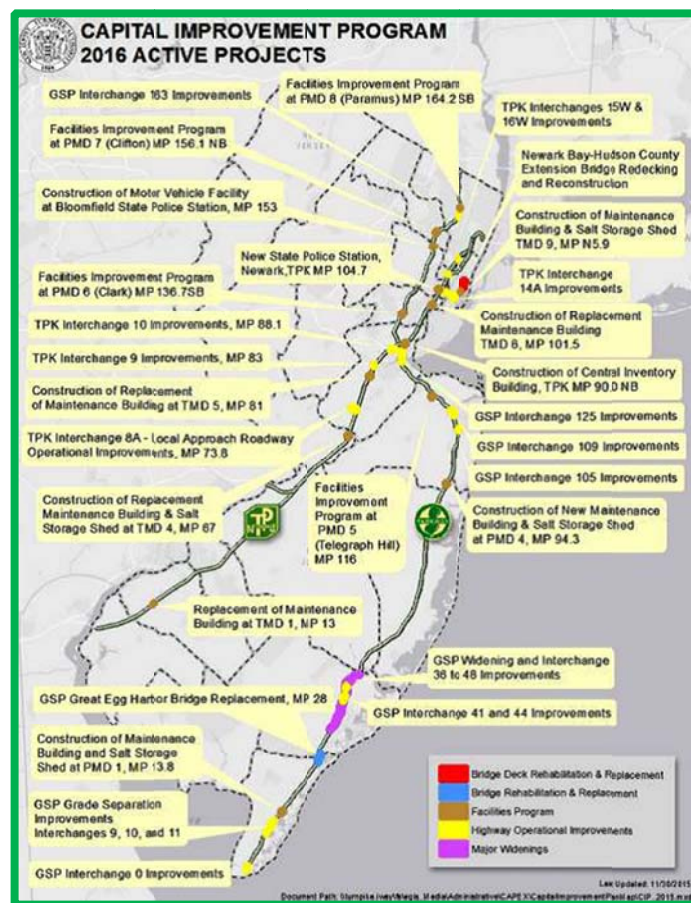 CAPITAL IMPROVEMENT PROGRAM
2016 ACTIVE PROJECTS
Facilities Improvement Program
at PMD 8 (Paramus) MP 164.2SB
GSP Interchange 163 Improvements
TPK Interchanges 15W &
16W Improvements
Facilities Improvement Program
at PMD 7 (Clifton) MP 156.1 NB
Newark Bay-Hudson County
Extension Bridge Redecking
and Reconstruction
Construction of Motor Vehicle Facility
at Bloomfield State Police Station, MP 153
Construction of Maintenance
Building & Salt Storage Shed
TMD 9, MP N5.9
New State Police Station,
Newark, TPK MP 104.7
TPK Interchange
14A Improvements
Facilities Improvement Program
at PMD 6 (Clark) MP 136.7SB
Construction of Replacement
Maintenance Building
TMD 6, MP 101.5
TPK Interchange 10 Improvements, MP 88.1
TPK Interchange 9 Improvements, MP 83
Construction of Central Inventory
Building, TPK MP 90.0 NB
Construction of Replacement
of Maintenance Building at TMD 5, MP 81
GSP Interchange 125 Improvements
TPK Interchange 8A - Local Approach Roadway
Operational Improvements, MP 73.8
GSP Interchange 109 Improvements
GSP Interchange 105 Improvements
Construction of Replacement
Maintenance Building & Salt
Storage Shed at TMD 4, MP 67
Facilities
Improvement
Program at
PMD 5
(Telegraph Hill)
MP 116
Construction of New Maintenance
Building & Salt Storage Shed
at PMD 4, MP 94.3
Replacement of Maintenance
Building at TMD 1, MP 13
GSP Widening and Interchange
36 to 48 Improvements
GSP Great Egg Harbor Bridge Replacement, MP 28
GSP Interchange 41 and 44 Improvements
Construction of Maintenance
Building and Salt Storage
Shed at PMD 1, MP 13.8
GSP Grade Separation
Improvements
Interchanges 9, 10, and 11
GSP Interchange 0 Improvements
Bridge Deck Rehabilitation & Replacement
Bridge Rehabilitation & Replacement
Facilities Program
Highway Operational Improvements
Major Widenings
Last Updated: 11/30/2015
Document Path: